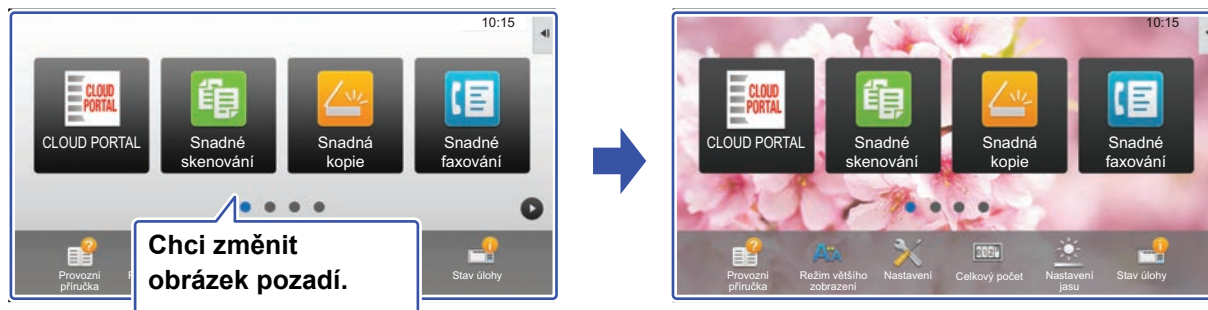 10:15
CLOUD
PORTAL
CLOUD PORTAL
Snadné
skenování
Snadná
kopie
Snadné
faxování
Chci změnit
obrázek pozadí.
Provozní
příručka
Stav úlohy
10:15
CLOUD
PORTAL
CLOUD PORTAL
Snadné
skenování
Snadná
kopie
Snadné
faxování
Provozní
příručka
Režim většího
zobrazení
Nastavení
Celkový počet
Nastavení
jasu
Stav úlohy